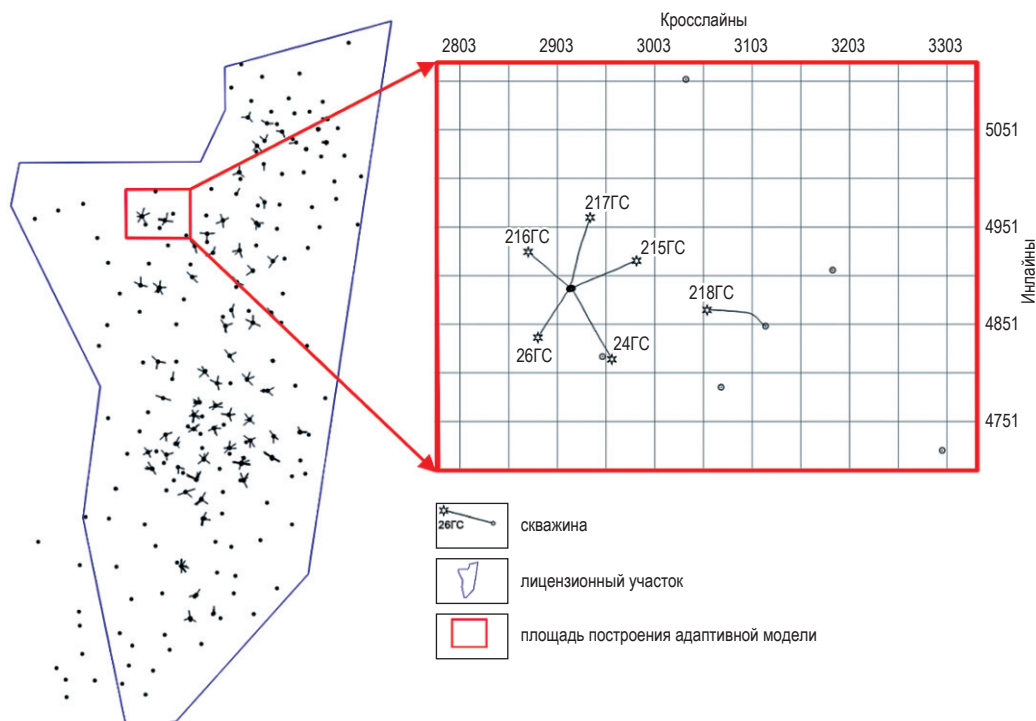 Кросслайны
2803 2903 3003 3103 3203 3303
5051
217ГС
4951
216ГС
215ГС
Инлайны
218ГС
4851
26ГС
24ГС
4751
26ГС
скважина
лицензионный участок
площадь построения адаптивной модели